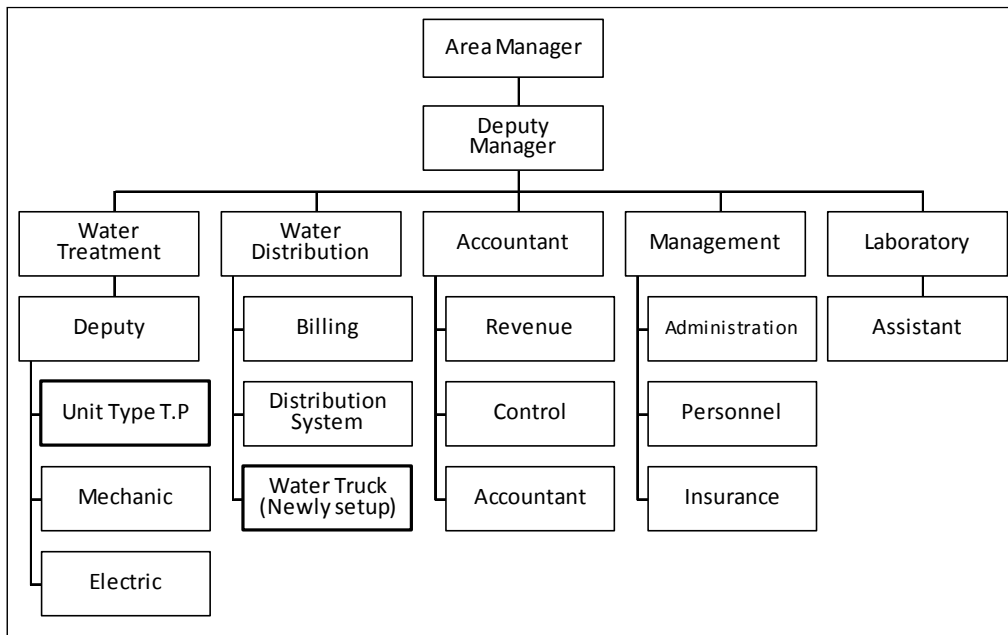 Area Manager
Deputy
Manager
Water
Treatment
Water
Distribution
Accountant
Management
Laboratory
Deputy
Billing
Revenue
Administration
Assistant
Unit Type T.P
Distribution
System
Control
Personnel
Mechanic
Water Truck
(Newly setup)
Accountant
Insurance
Electric